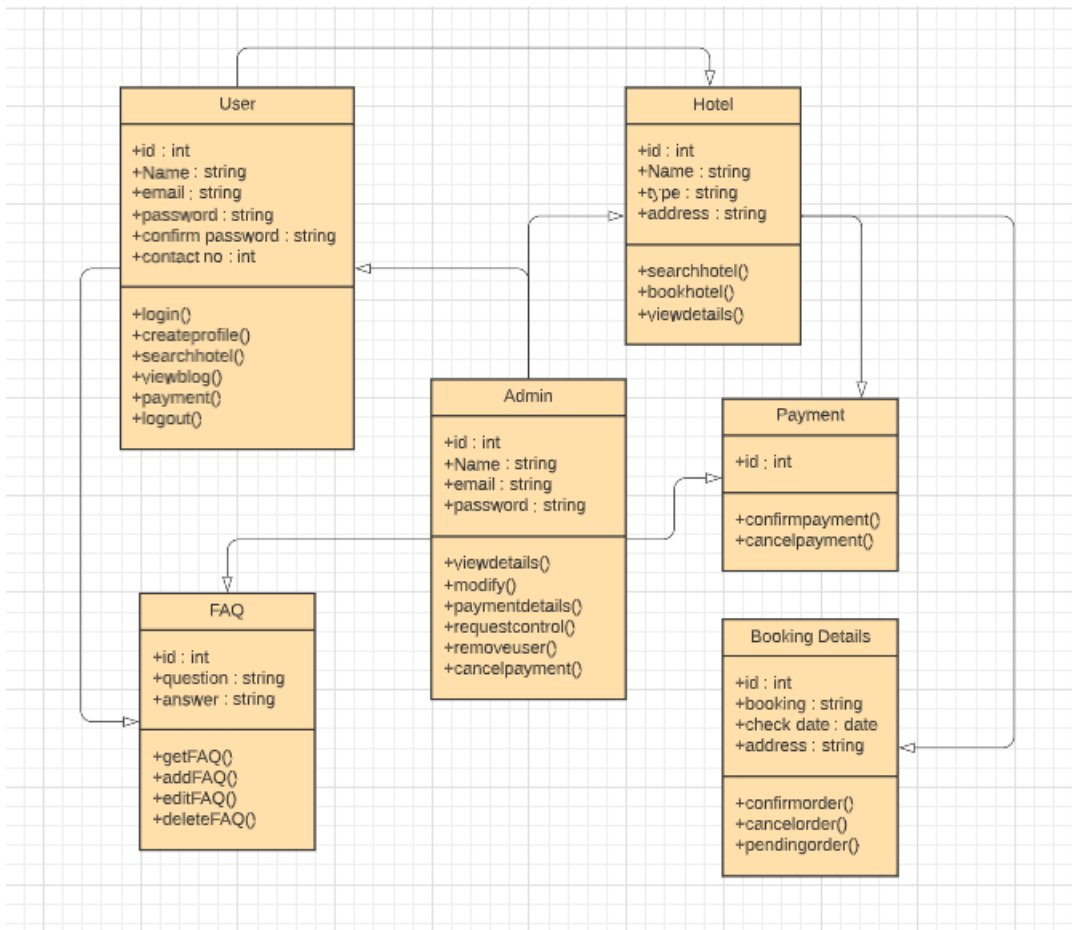 User
+id : int
+Name : string
+email : string
+password : string
+confirm password : string
+contact no : int
+login()
+createprofile()
+searchhotel()
+viewblog()
+payment()
+logout()
Hotel
+id : int
+Name : string
+type : string
+address : string
+searchhotel()
+bookhotel()
+viewdetails()
Admin
+id : int
+Name : string
+email : string
+password : string
+viewdetails()
+modify()
+paymentdetails()
+requestcontrol()
+removeuser()
+cancelpayment()
Payment
+id : int
+confirmpayment()
+cancelpayment()
FAQ
+id : int
+question : string
+answer : string
+getFAQ()
+addFAQ()
+editFAQ()
+deleteFAQ()
Booking Details
+id : int
+booking : string
+check date : date
+address : string
+confirmorder()
+cancelorder()
+pendingorder()